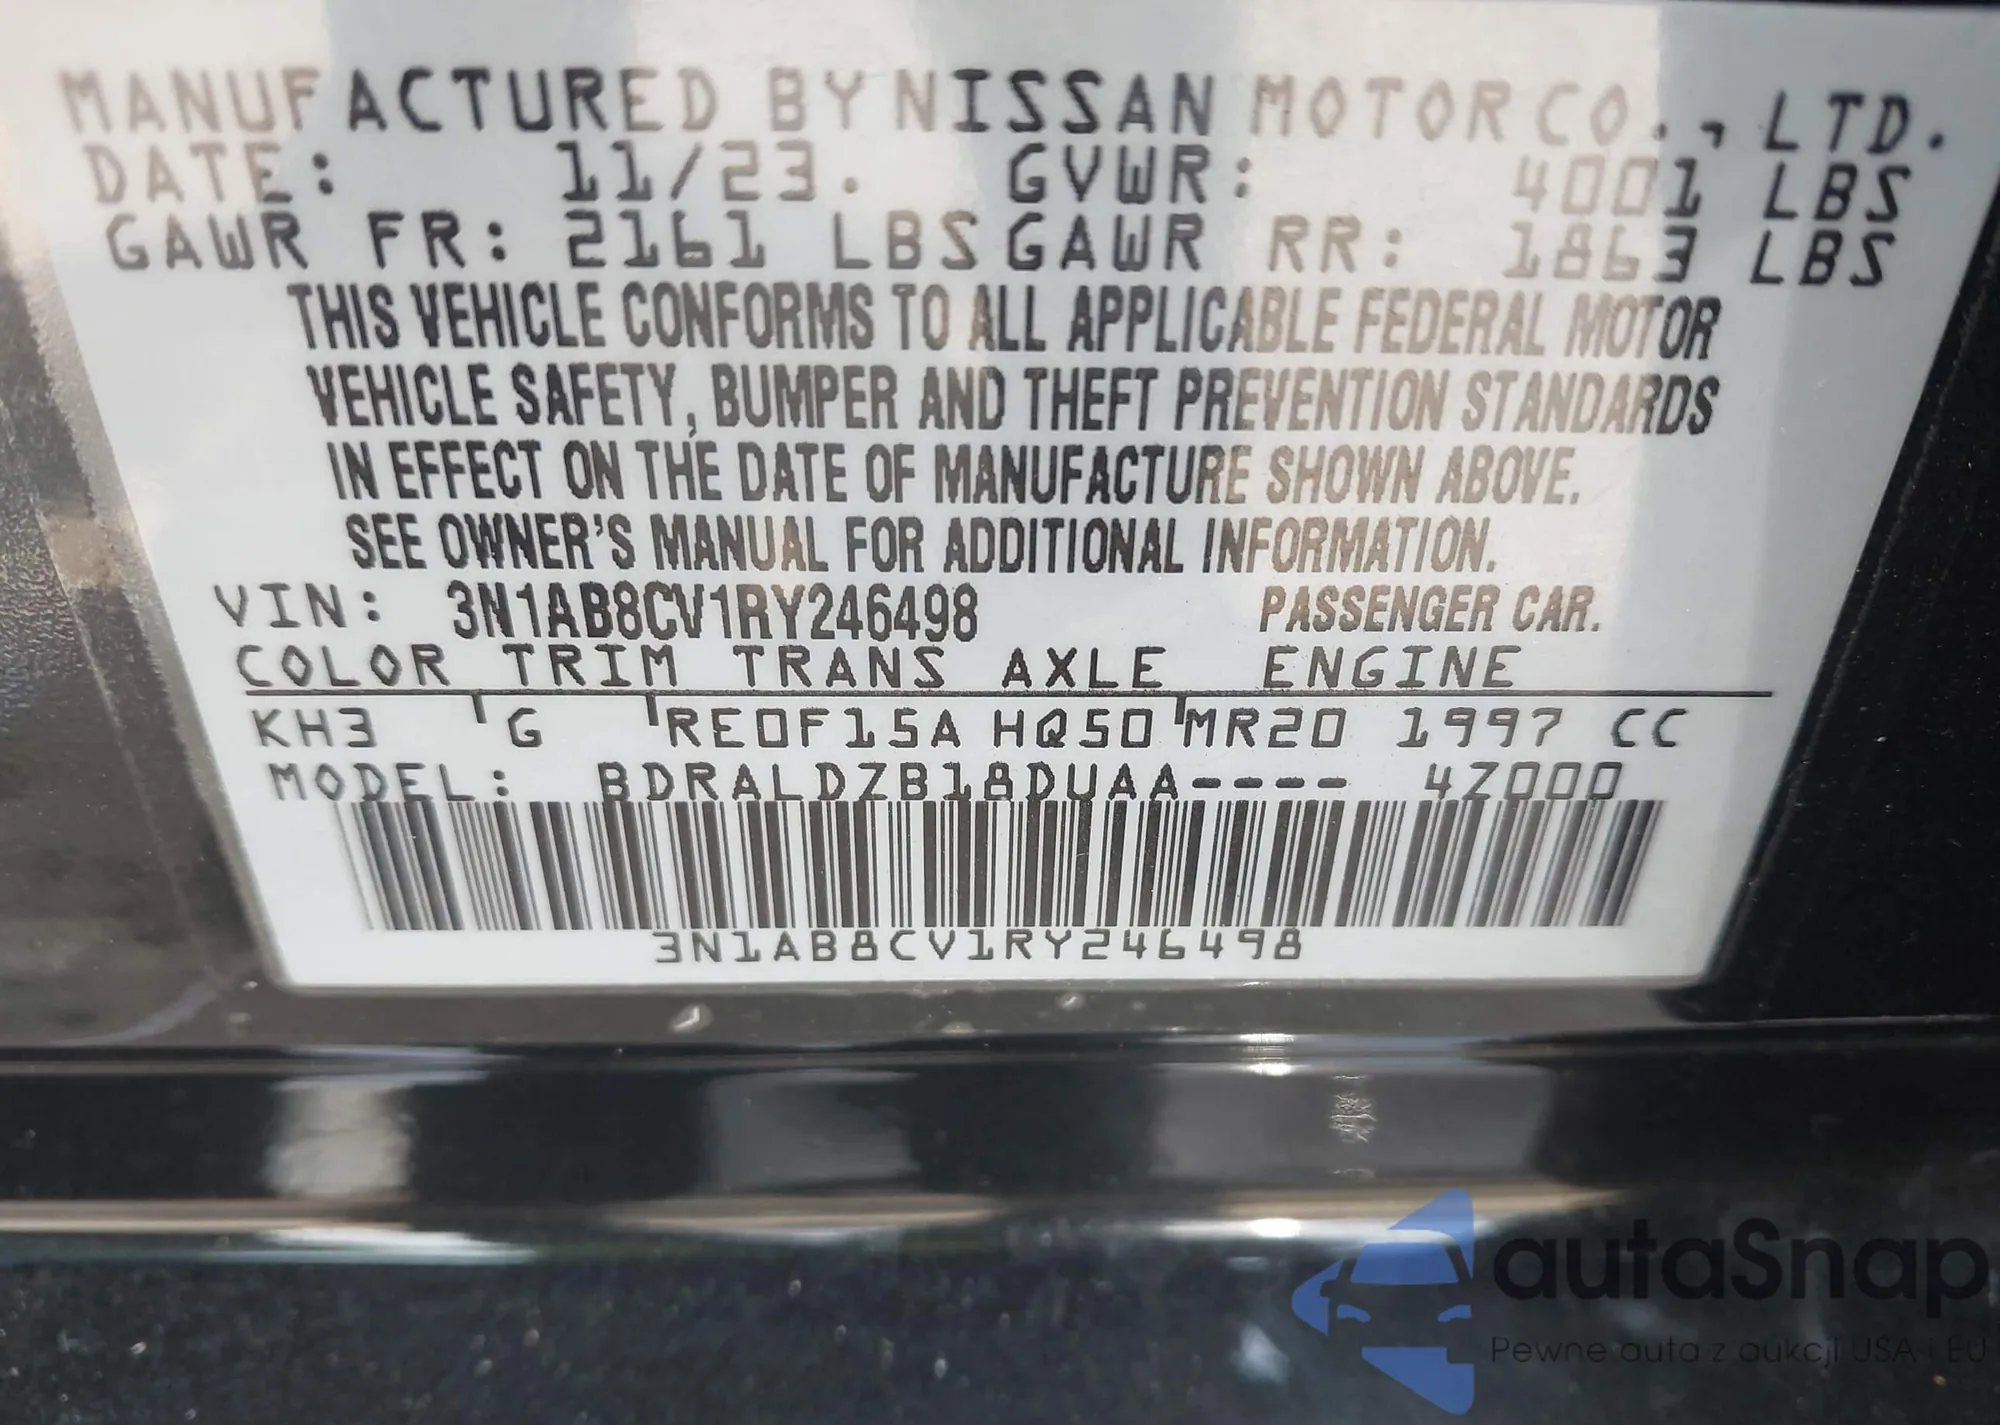 MANUFACTURED BY NISSAN MOTOR CO., LTD.
DATE: 11/23. GVWR: 4001 LBS
GAWR FR: 2161 LBS GAWR RR: 1863 LBS
THIS VEHICLE CONFORMS TO ALL APPLICABLE FEDERAL MOTOR
VEHICLE SAFETY, BUMPER AND THEFT PREVENTION STANDARDS
IN EFFECT ON THE DATE OF MANUFACTURE SHOWN ABOVE.
SEE OWNER'S MANUAL FOR ADDITIONAL INFORMATION.
VIN: 3N1AB8CV1RY246498 PASSENGER CAR.
COLOR TRIM TRANS AXLE ENGINE
KH3 G RE0F15A HQ50 MR20 1997 CC
MODEL: BDRALDZB18DUAA---- 4Z000
3N1AB8CV1RY246498
autaSnap
Pewne auta z aukcji USA i EU